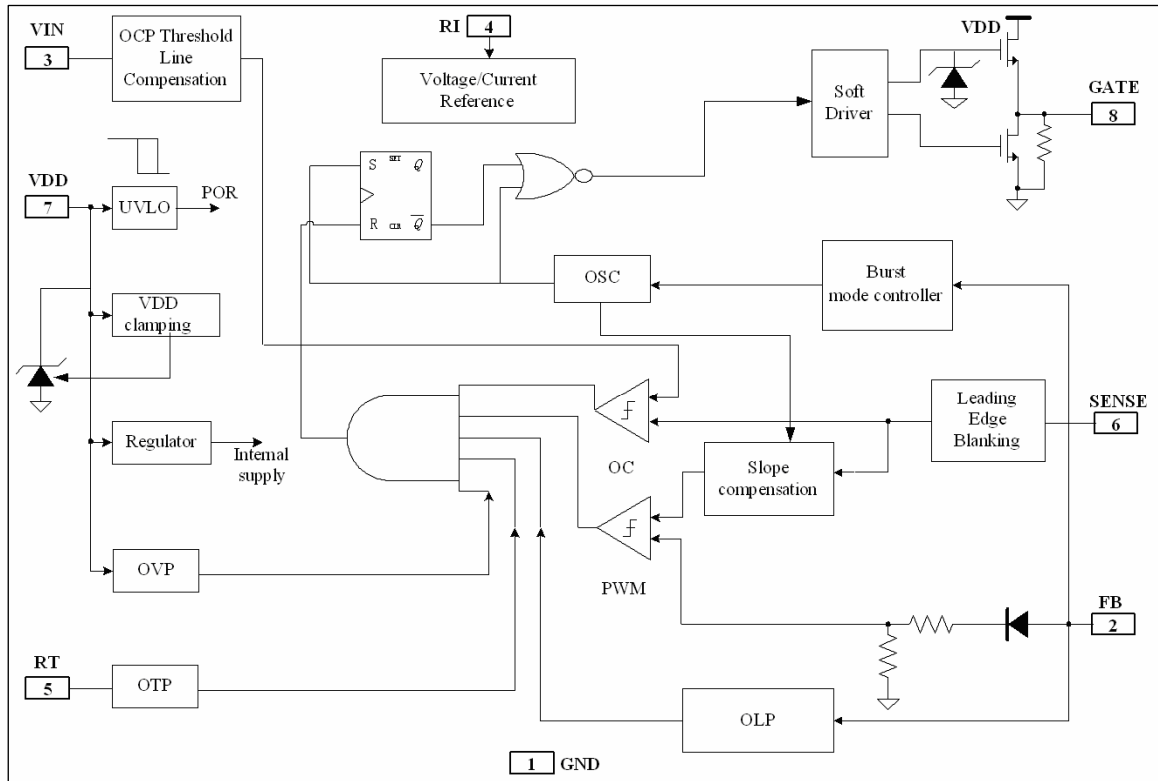 VIN
3
OCP Threshold
Line
Compensation
RI
4
Voltage/Current
Reference
VDD
Soft
Driver
GATE
8
VDD
7
UVLO
POR
S SET Q
R CLR Q
OSC
Burst
mode controller
VDD
clamping
Regulator
Internal
supply
OC
Slope
compensation
Leading
Edge
Blanking
SENSE
6
OVP
PWM
FB
2
RT
5
OTP
OLP
1
GND